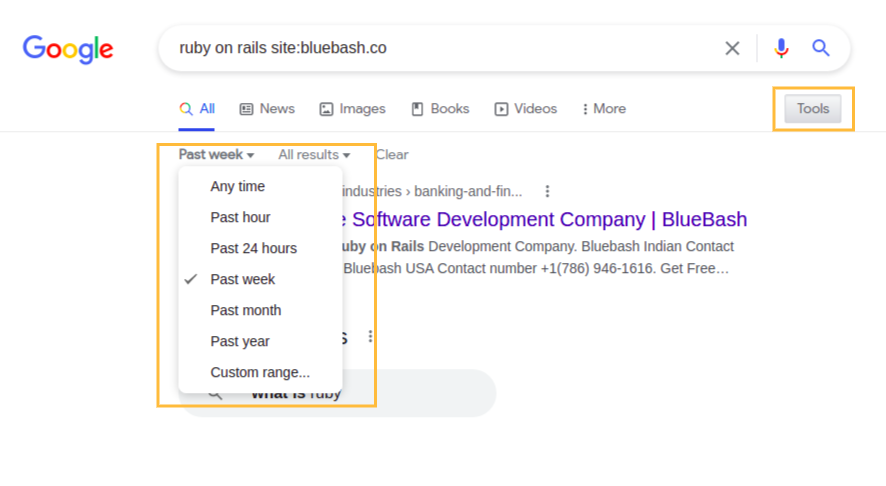 Google
ruby on rails site:bluebash.co
All News Images Books Videos More Tools
Past week All results Clear
Any time
Past hour
Past 24 hours
Past week
Past month
Past year
Custom range...
industries › banking-and-fin...
e Software Development Company | BlueBash
uby on Rails Development Company. Bluebash Indian Contact
Bluebash USA Contact number +1(786) 946-1616. Get Free…
s
what is ruby